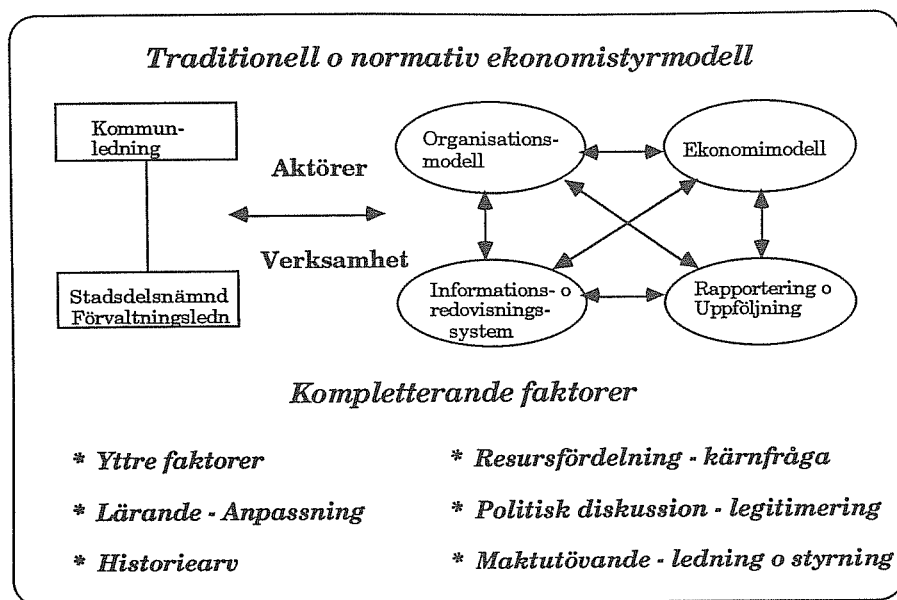 Traditionell o normativ ekonomistyrmodell
Kommun-
ledning
Stadsdelsnämnd
Förvaltningsledn
Aktörer
Verksamhet
Organisations-
modell
Ekonomimodell
Informations- o
redovisnings-
system
Rapportering o
Uppföljning
Kompletterande faktorer
* Yttre faktorer
* Lärande - Anpassning
* Historiearv
* Resursfördelning - kärnfråga
* Politisk diskussion - legitimering
* Maktutövande - ledning o styrning